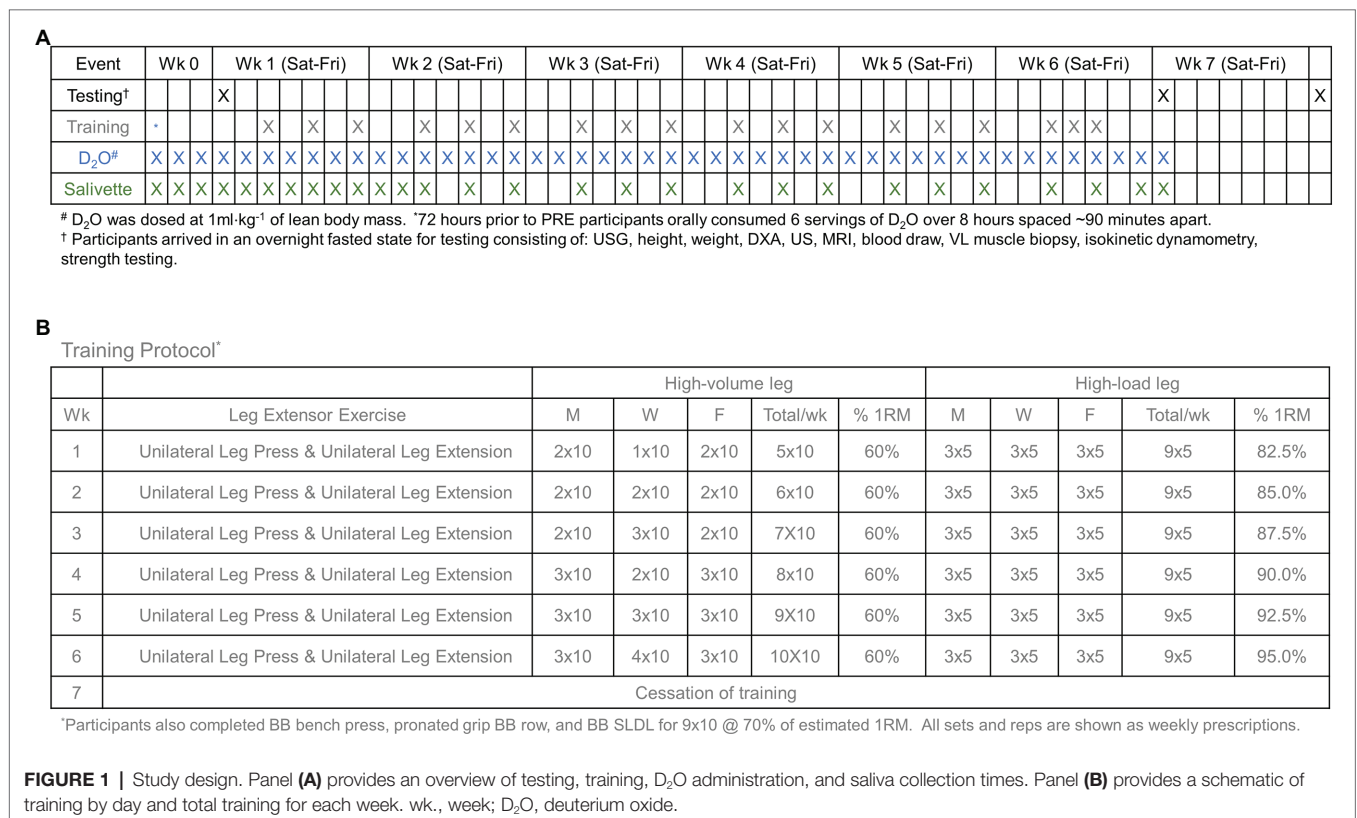 A
Event Wk 0 Wk 1 (Sat-Fri) Wk 2 (Sat-Fri) Wk 3 (Sat-Fri) Wk 4 (Sat-Fri) Wk 5 (Sat-Fri) Wk 6 (Sat-Fri) Wk 7 (Sat-Fri)
Testing† X X X
Training * X X X X X X X X X X X X X X X X X X
D₂O# X X X X X X X X X X X X X X X X X X X X X X X X X X X X X X X X X X X X X X X X X X X X X X
Salivette X X X X X X X X X X X X X X X X X X X X X X X X X X X
# D₂O was dosed at 1ml·kg⁻¹ of lean body mass. *72 hours prior to PRE participants orally consumed 6 servings of D₂O over 8 hours spaced ~90 minutes apart.
† Participants arrived in an overnight fasted state for testing consisting of: USG, height, weight, DXA, US, MRI, blood draw, VL muscle biopsy, isokinetic dynamometry,
strength testing.
B
Training Protocol*
High-volume leg High-load leg
Wk Leg Extensor Exercise M W F Total/wk % 1RM M W F Total/wk % 1RM
1 Unilateral Leg Press & Unilateral Leg Extension 2x10 1x10 2x10 5x10 60% 3x5 3x5 3x5 9x5 82.5%
2 Unilateral Leg Press & Unilateral Leg Extension 2x10 2x10 2x10 6x10 60% 3x5 3x5 3x5 9x5 85.0%
3 Unilateral Leg Press & Unilateral Leg Extension 2x10 3x10 2x10 7X10 60% 3x5 3x5 3x5 9x5 87.5%
4 Unilateral Leg Press & Unilateral Leg Extension 3x10 2x10 3x10 8x10 60% 3x5 3x5 3x5 9x5 90.0%
5 Unilateral Leg Press & Unilateral Leg Extension 3x10 3x10 3x10 9X10 60% 3x5 3x5 3x5 9x5 92.5%
6 Unilateral Leg Press & Unilateral Leg Extension 3x10 4x10 3x10 10X10 60% 3x5 3x5 3x5 9x5 95.0%
7 Cessation of training
*Participants also completed BB bench press, pronated grip BB row, and BB SLDL for 9x10 @ 70% of estimated 1RM. All sets and reps are shown as weekly prescriptions.
FIGURE 1 | Study design. Panel (A) provides an overview of testing, training, D₂O administration, and saliva collection times. Panel (B) provides a schematic of
training by day and total training for each week. wk., week; D₂O, deuterium oxide.